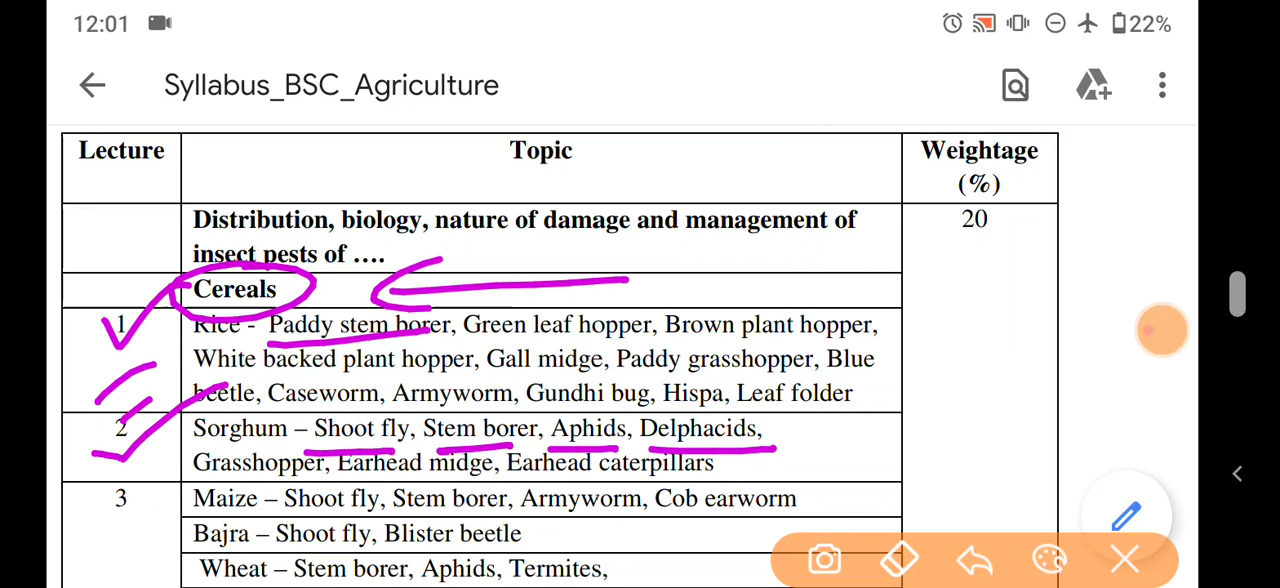 12:01
22%
Syllabus_BSC_Agriculture
Lecture Topic Weightage
(%)
Distribution, biology, nature of damage and management of 20
insect pests of ....
Cereals
1 Rice - Paddy stem borer, Green leaf hopper, Brown plant hopper,
White backed plant hopper, Gall midge, Paddy grasshopper, Blue
beetle, Caseworm, Armyworm, Gundhi bug, Hispa, Leaf folder
2 Sorghum – Shoot fly, Stem borer, Aphids, Delphacids,
Grasshopper, Earhead midge, Earhead caterpillars
3 Maize – Shoot fly, Stem borer, Armyworm, Cob earworm
Bajra – Shoot fly, Blister beetle
Wheat – Stem borer, Aphids, Termites,